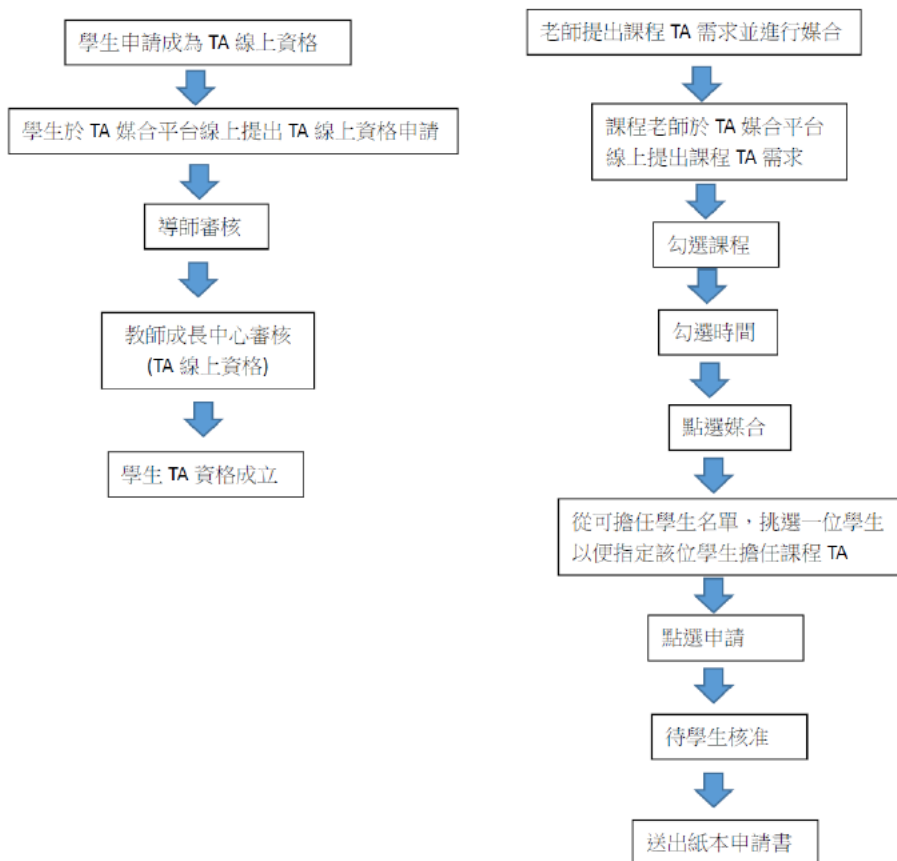 學生申請成為 TA 線上資格
學生於 TA 媒合平台線上提出 TA 線上資格申請
導師審核
教師成長中心審核
(TA 線上資格)
學生 TA 資格成立
老師提出課程 TA 需求並進行媒合
課程老師於 TA 媒合平台
線上提出課程 TA 需求
勾選課程
勾選時間
點選媒合
從可擔任學生名單，挑選一位學生
以便指定該位學生擔任課程 TA
點選申請
待學生核准
送出紙本申請書